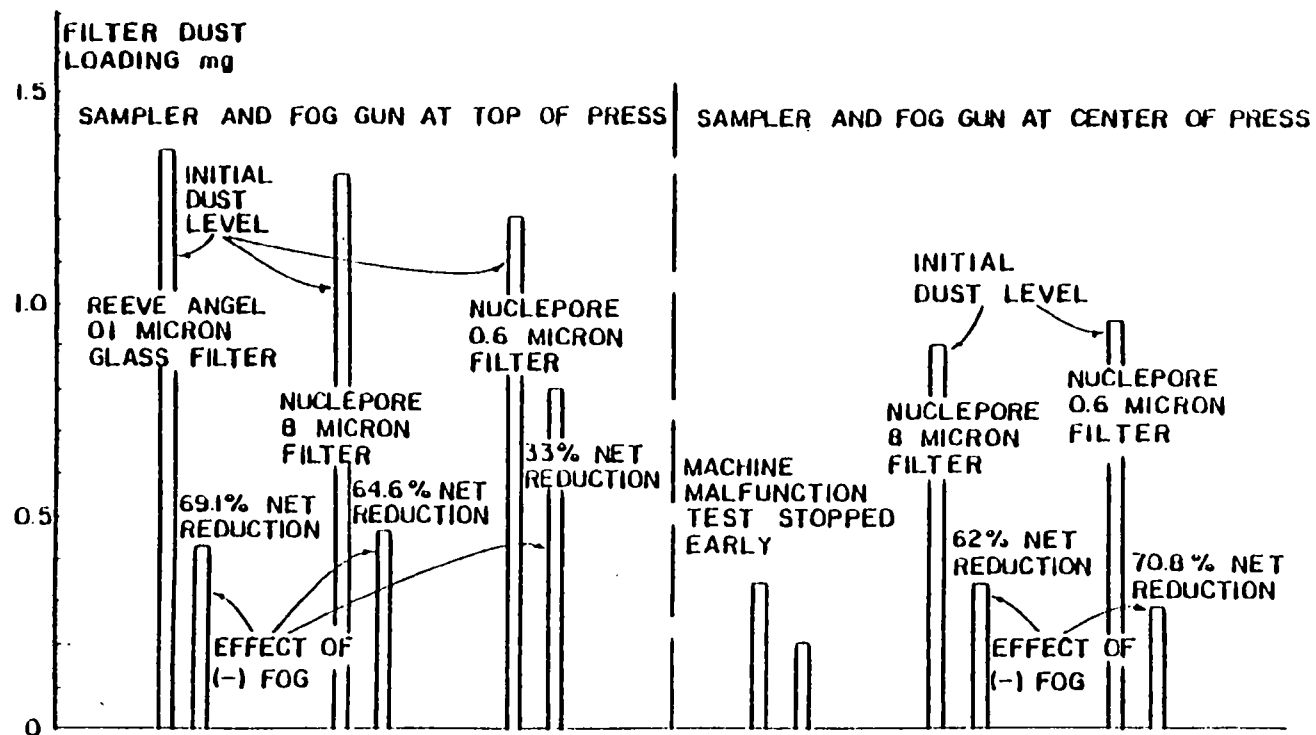 FILTER DUST
LOADING mg
1.5
1.0
0.5
0
SAMPLER AND FOG GUN AT TOP OF PRESS
INITIAL
DUST
LEVEL
REEVE ANGEL
01 MICRON
GLASS FILTER
NUCLEPORE
8 MICRON
FILTER
NUCLEPORE
0.6 MICRON
FILTER
69.1% NET
REDUCTION
64.6% NET
REDUCTION
33% NET
REDUCTION
EFFECT OF
(-) FOG
SAMPLER AND FOG GUN AT CENTER OF PRESS
MACHINE
MALFUNCTION
TEST STOPPED
EARLY
INITIAL
DUST LEVEL
NUCLEPORE
8 MICRON
FILTER
NUCLEPORE
0.6 MICRON
FILTER
62% NET
REDUCTION
70.8% NET
REDUCTION
EFFECT OF
(-) FOG